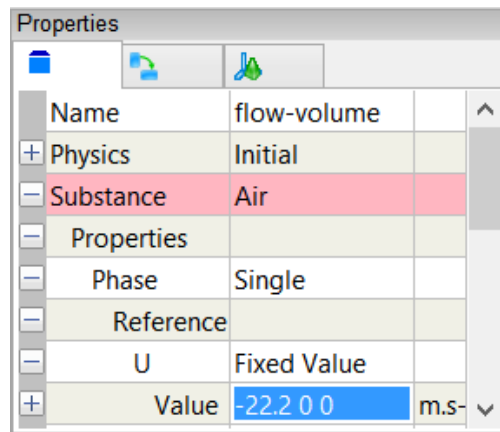 Properties
Name flow-volume
Physics Initial
Substance Air
Properties
Phase Single
Reference
U Fixed Value
Value -22.2 0 0 m.s-